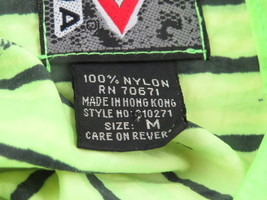 A
100% NYLON
RN 70671
MADE IN HONG KONG
STYLE NO: 210271
SIZE: M
CARE ON REVER